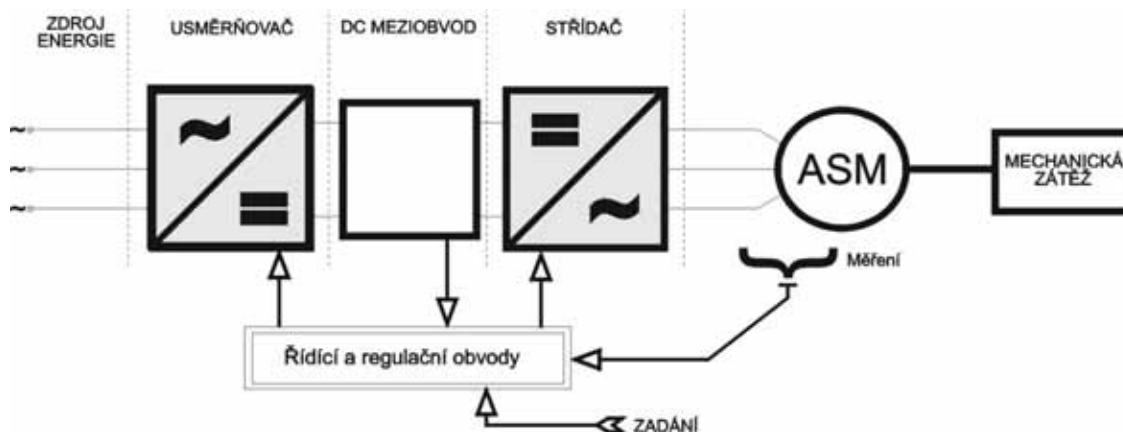 ZDROJ
ENERGIE
USMĚRŇOVAČ
DC MEZIOBVOD
STŘÍDAČ
~
~
~
~
=
=
~
ASM
MECHANICKÁ
ZÁTĚŽ
Měření
Řídící a regulační obvody
ZADÁNÍ